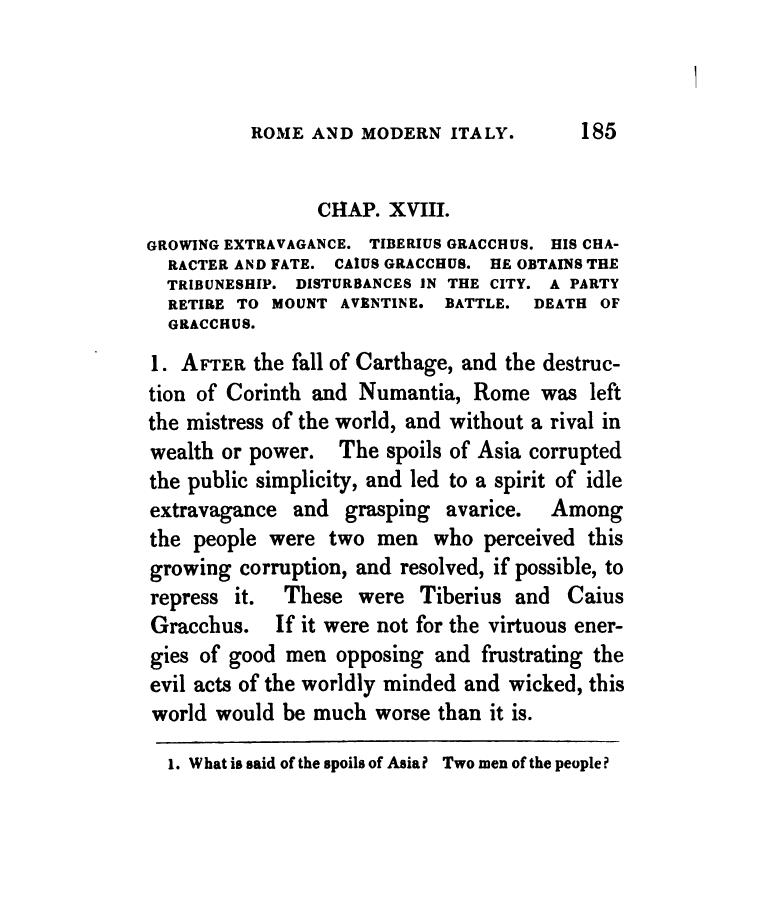 ROME AND MODERN ITALY. 185
CHAP. XVIII.
GROWING EXTRAVAGANCE. TIBERIUS GRACCHUS. HIS CHA-
RACTER AND FATE. CAIUS GRACCHUS. HE OBTAINS THE
TRIBUNESHIP. DISTURBANCES IN THE CITY. A PARTY
RETIRE TO MOUNT AVENTINE. BATTLE. DEATH OF
GRACCHUS.
1. AFTER the fall of Carthage, and the destruc-
tion of Corinth and Numantia, Rome was left
the mistress of the world, and without a rival in
wealth or power. The spoils of Asia corrupted
the public simplicity, and led to a spirit of idle
extravagance and grasping avarice. Among
the people were two men who perceived this
growing corruption, and resolved, if possible, to
repress it. These were Tiberius and Caius
Gracchus. If it were not for the virtuous ener-
gies of good men opposing and frustrating the
evil acts of the worldly minded and wicked, this
world would be much worse than it is.
1. What is said of the spoils of Asia? Two men of the people?